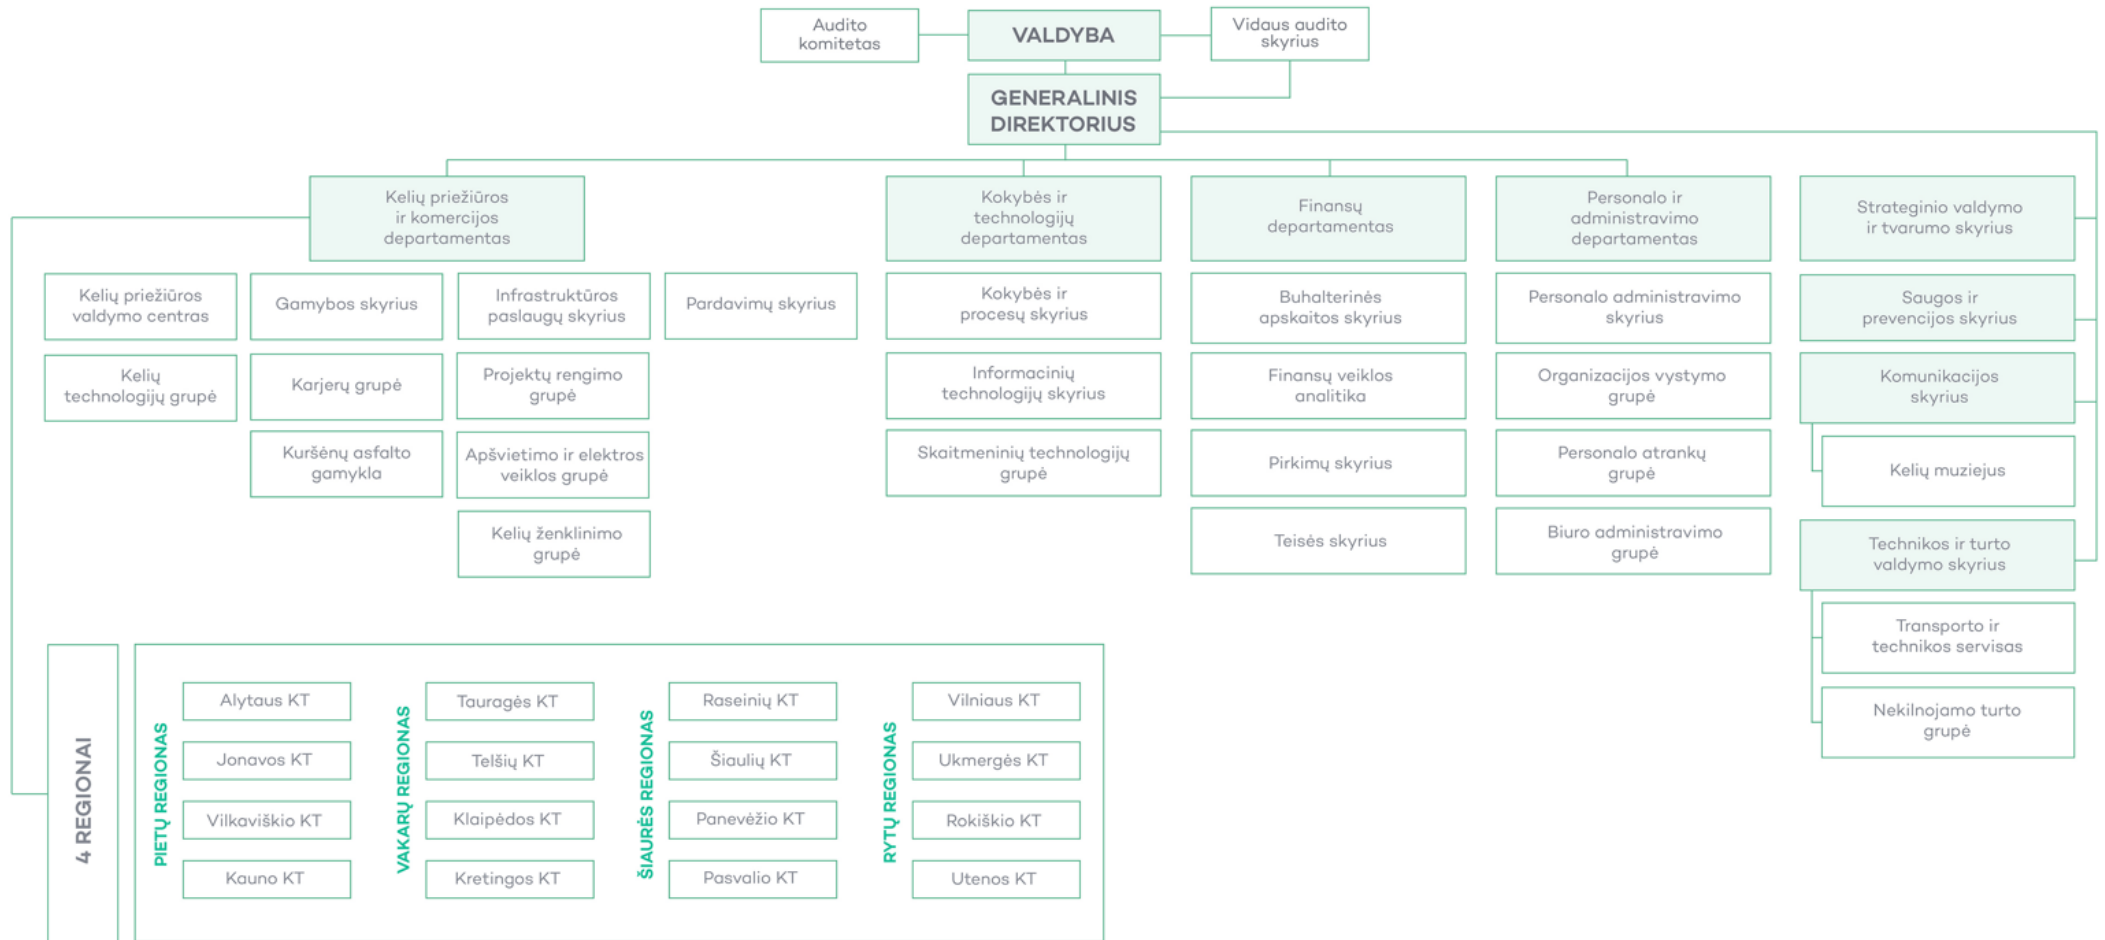 Audito
komitetas
VALDYBA
Vidaus audito
skyrius
GENERALINIS
DIREKTORIUS
Kelių priežiūros
ir komercijos
departamentas
Kokybės ir
technologijų
departamentas
Finansų
departamentas
Personalo ir
administravimo
departamentas
Strateginio valdymo
ir tvarumo skyrius
Kelių priežiūros
valdymo centras
Gamybos skyrius
Infrastruktūros
paslaugų skyrius
Pardavimų skyrius
Kokybės ir
procesų skyrius
Buhalterinės
apskaitos skyrius
Personalo administravimo
skyrius
Saugos ir
prevencijos skyrius
Kelių
technologijų grupė
Karjerų grupė
Projektų rengimo
grupė
Informacinių
technologijų skyrius
Finansų veiklos
analitika
Organizacijos vystymo
grupė
Komunikacijos
skyrius
Kuršėnų asfalto
gamykla
Apšvietimo ir elektros
veiklos grupė
Skaitmeninių technologijų
grupė
Pirkimų skyrius
Personalo atrankų
grupė
Kelių muziejus
Kelių ženklinimo
grupė
Teisės skyrius
Biuro administravimo
grupė
Technikos ir turto
valdymo skyrius
Transporto ir
technikos servisas
Nekilnojamo turto
grupė
4 REGIONAI
PIETŲ REGIONAS
Alytaus KT
Jonavos KT
Vilkaviškio KT
Kauno KT
VAKARŲ REGIONAS
Tauragės KT
Telšių KT
Klaipėdos KT
Kretingos KT
ŠIAURĖS REGIONAS
Raseinių KT
Šiaulių KT
Panevėžio KT
Pasvalio KT
RYTŲ REGIONAS
Vilniaus KT
Ukmergės KT
Rokiškio KT
Utenos KT